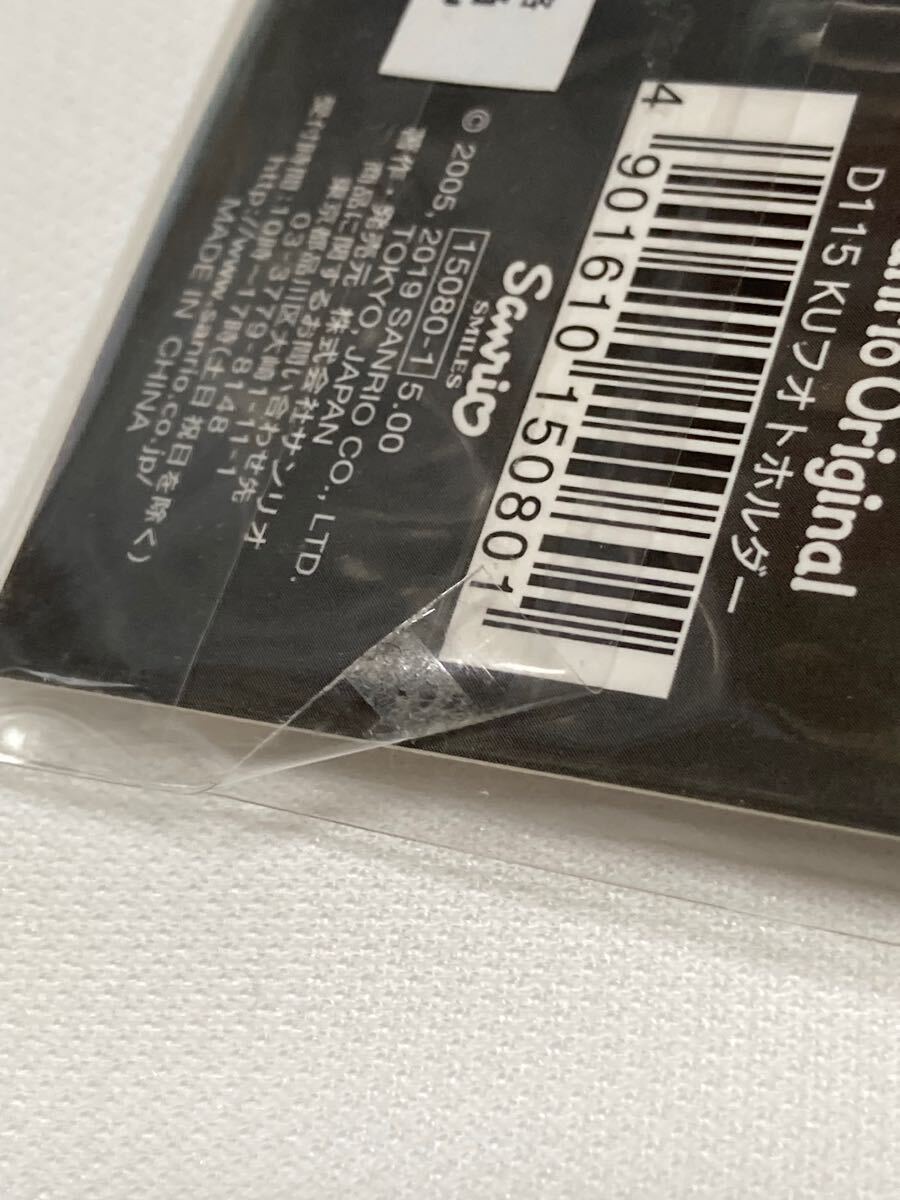 Original
D115 KUフォトホルダー
4 901610 150801
Sanrio
SMILES
15080-1 5.00
© 2005, 2019 SANRIO CO., LTD.
TOKYO, JAPAN
著作・発売元 株式会社サンリオ
商品に関するお問い合わせ先
東京都品川区大崎1-11-1
03-3779-8148
受付時間:10時~17時(土日祝日を除く)
http://www.sanrio.co.jp/
MADE IN CHINA